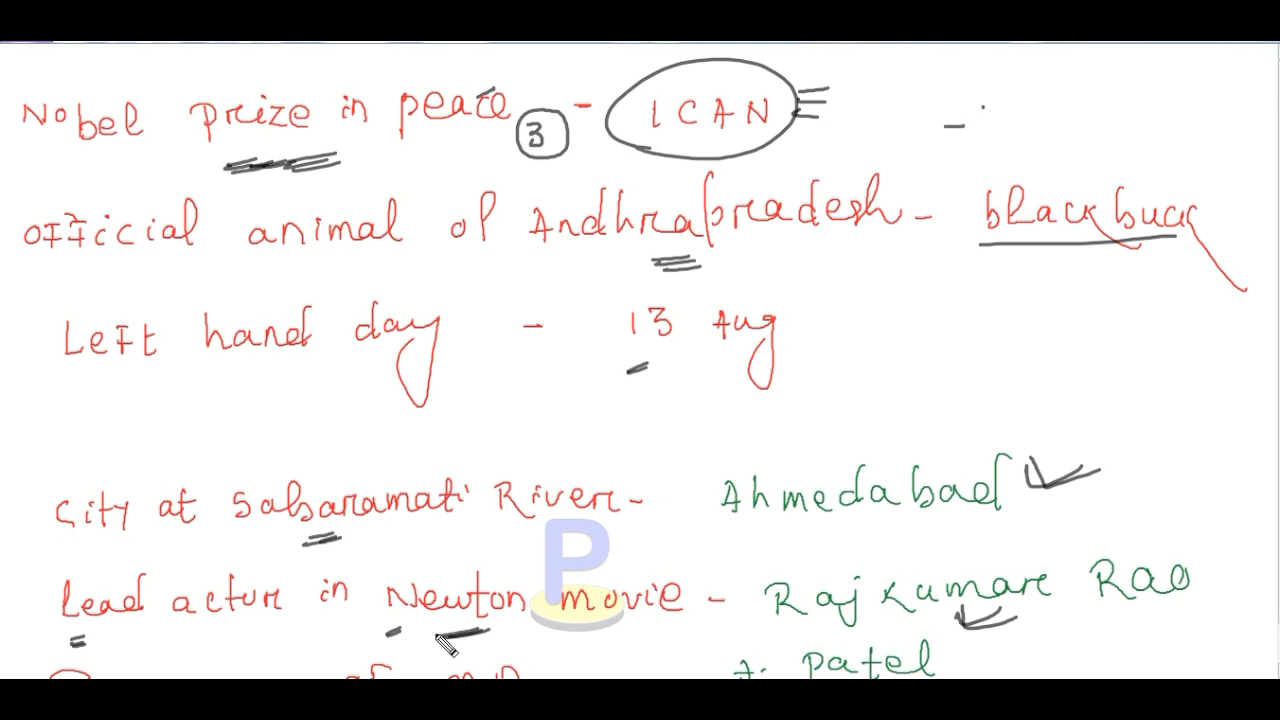 Nobel prize in peace - ICAN
3
Official animal of Andhrapradesh - blackbuck
Left hand day - 13 Aug
City at Sabaramati River - Ahmedabad
Lead actor in Newton movie - Rajkumar Rao
patel
P